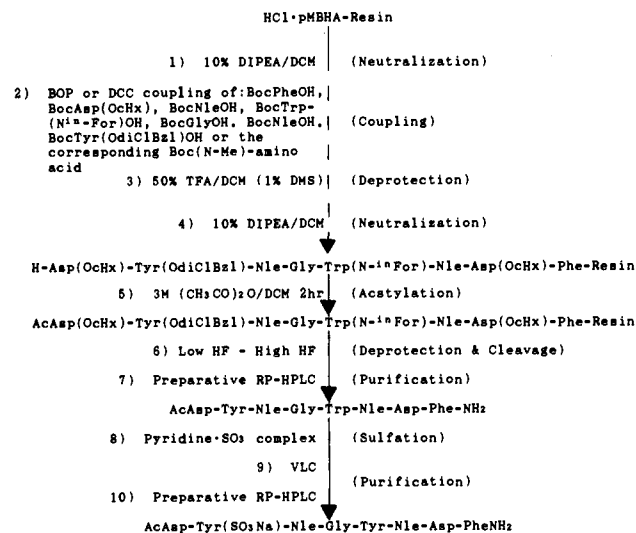 HCl·pMBHA-Resin
1) 10% DIPEA/DCM (Neutralization)
2) BOP or DCC coupling of:BocPheOH,
BocAsp(OcHx), BocNleOH, BocTrp-
(Nin-For)OH, BocGlyOH. BocNleOH. (Coupling)
BocTyr(OdiClBzl)OH or the
corresponding Boc(N-Me)-amino
acid
3) 50% TFA/DCM (1% DMS) (Deprotection)
4) 10% DIPEA/DCM (Neutralization)
H-Asp(OcHx)-Tyr(OdiClBzl)-Nle-Gly-Trp(N-inFor)-Nle-Asp(OcHx)-Phe-Resin
5) 3M (CH3CO)2O/DCM 2hr (Acstylation)
AcAsp(OcHx)-Tyr(OdiClBzl)-Nle-Gly-Trp(N-inFor)-Nle-Asp(OcHx)-Phe-Resin
6) Low HF - High HF (Deprotection & Cleavage)
7) Preparative RP-HPLC (Purification)
AcAsp-Tyr-Nle-Gly-Trp-Nle-Asp-Phe-NH2
8) Pyridine·SO3 complex (Sulfation)
9) VLC
(Purification)
10) Preparative RP-HPLC
AcAsp-Tyr(SO3Na)-Nle-Gly-Tyr-Nle-Asp-PheNH2